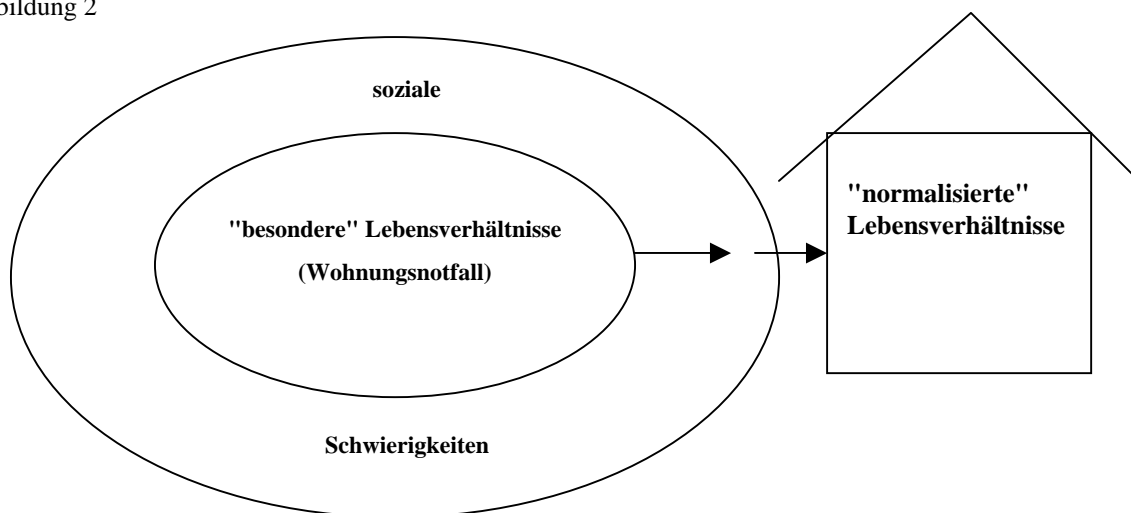 bildung 2
soziale
"besondere" Lebensverhältnisse
(Wohnungsnotfall)
Schwierigkeiten
"normalisierte"
Lebensverhältnisse